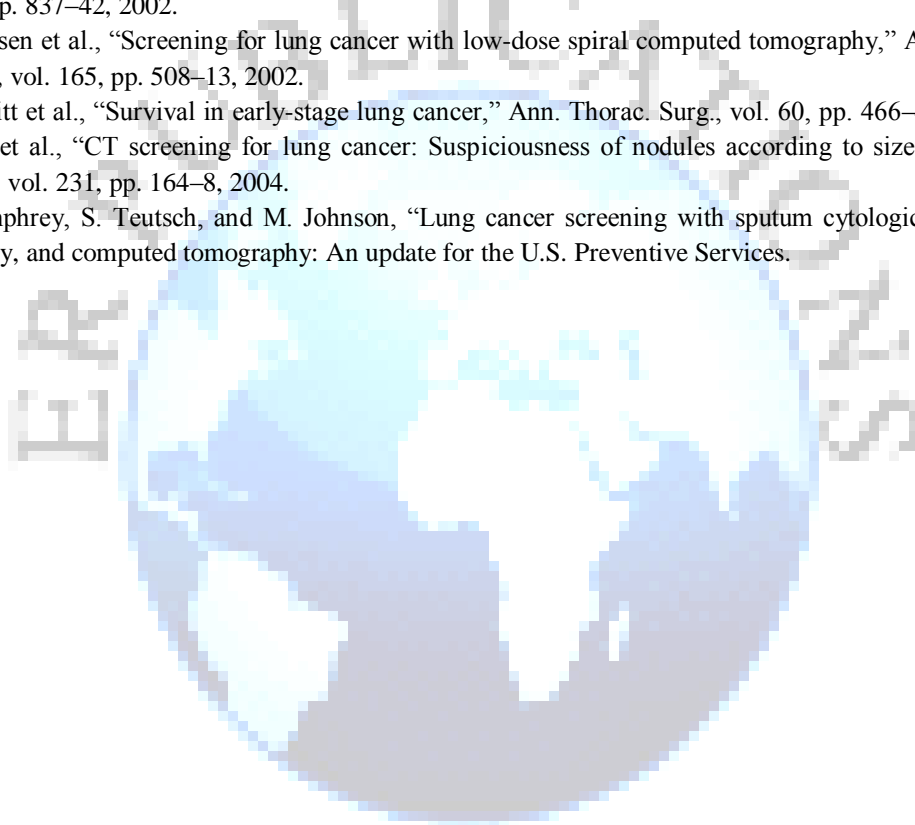 p. 837–42, 2002.
sen et al., “Screening for lung cancer with low-dose spiral computed tomography,” A
, vol. 165, pp. 508–13, 2002.
itt et al., “Survival in early-stage lung cancer,” Ann. Thorac. Surg., vol. 60, pp. 466–
et al., “CT screening for lung cancer: Suspiciousness of nodules according to size
vol. 231, pp. 164–8, 2004.
phrey, S. Teutsch, and M. Johnson, “Lung cancer screening with sputum cytologic
y, and computed tomography: An update for the U.S. Preventive Services.
ER PUBLICATIONS